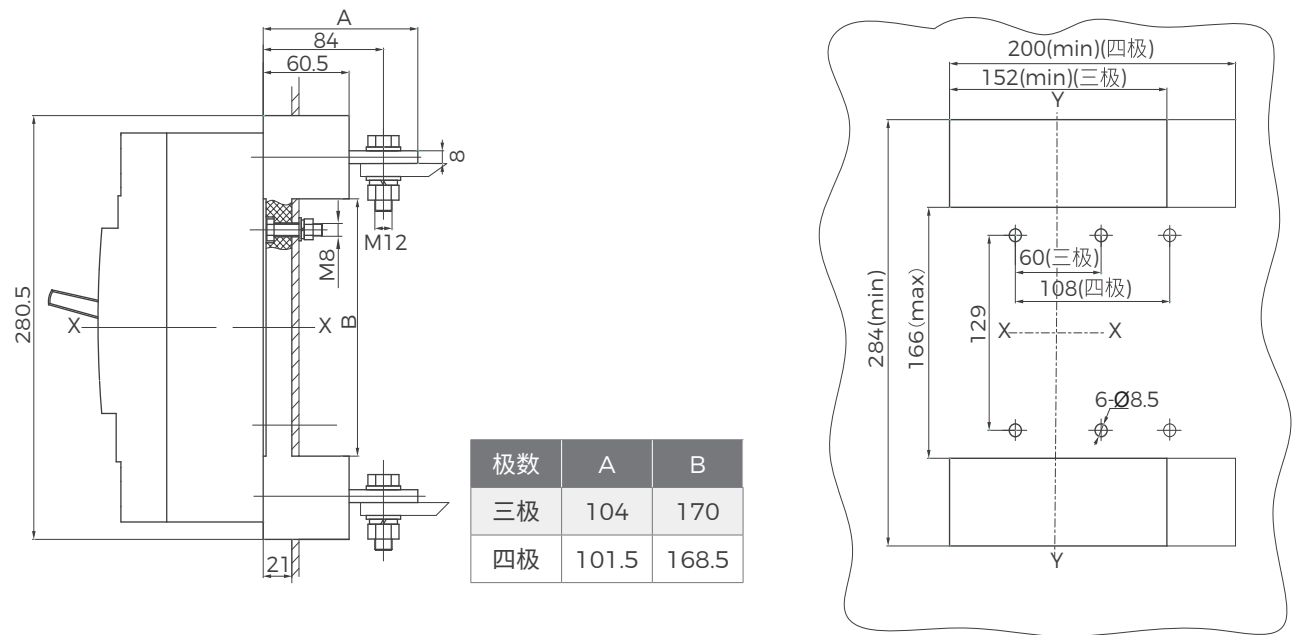 A
84
60.5
8
M12
M8
B
280.5
X
X
21
极数 A B
三极 104 170
四极 101.5 168.5
200(min)(四极)
152(min)(三极)
Y
60(三极)
108(四极)
284(min)
166(max)
129
X
X
6-Ø8.5
Y